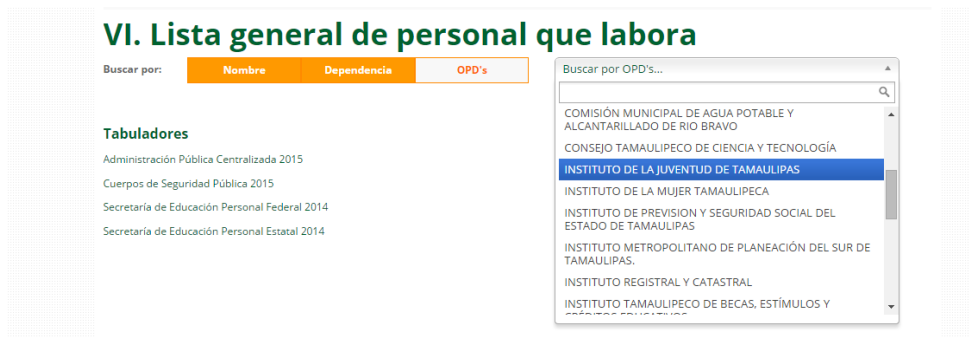 VI. Lista general de personal que labora
Buscar por:
Nombre
Dependencia
OPD's
Buscar por OPD's...
Tabuladores
Administración Pública Centralizada 2015
Cuerpos de Seguridad Pública 2015
Secretaría de Educación Personal Federal 2014
Secretaría de Educación Personal Estatal 2014
COMISIÓN MUNICIPAL DE AGUA POTABLE Y
ALCANTARILLADO DE RIO BRAVO
CONSEJO TAMAULIPECO DE CIENCIA Y TECNOLOGÍA
INSTITUTO DE LA JUVENTUD DE TAMAULIPAS
INSTITUTO DE LA MUJER TAMAULIPECA
INSTITUTO DE PREVISION Y SEGURIDAD SOCIAL DEL
ESTADO DE TAMAULIPAS
INSTITUTO METROPOLITANO DE PLANEACIÓN DEL SUR DE
TAMAULIPAS.
INSTITUTO REGISTRAL Y CATASTRAL
INSTITUTO TAMAULIPECO DE BECAS, ESTÍMULOS Y
CRÉDITOS EDUCATIVOS